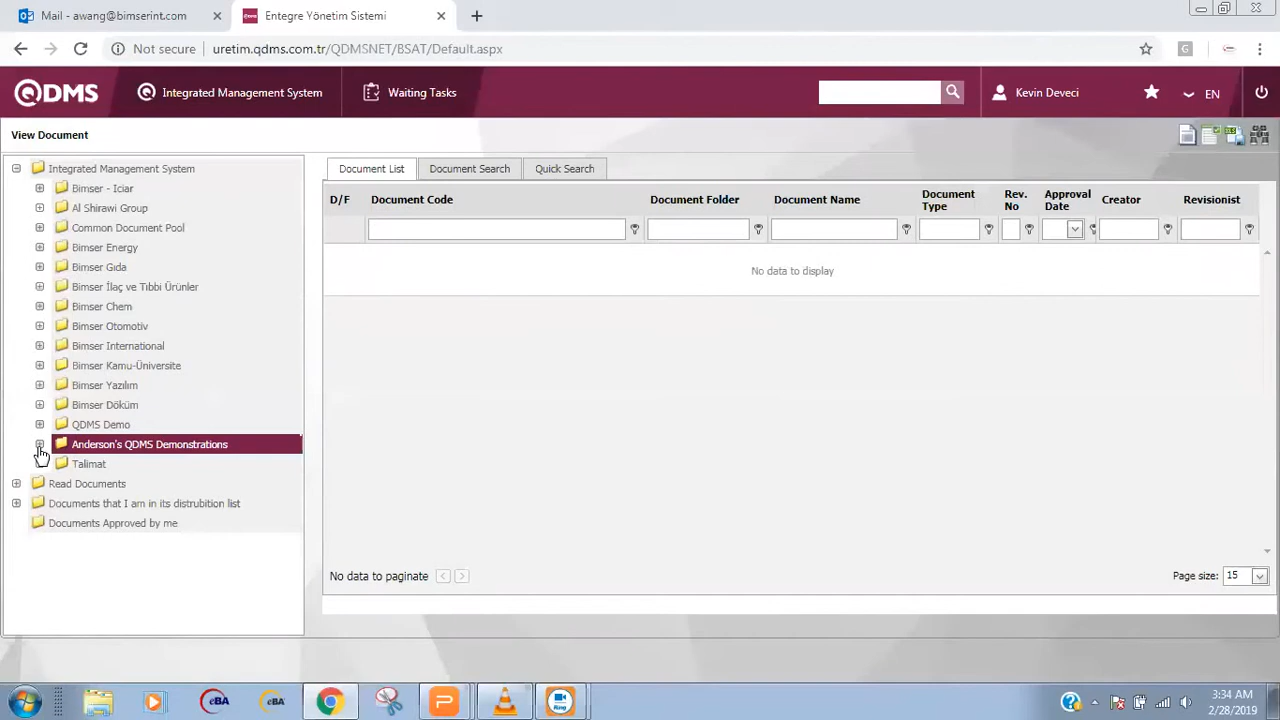 Mail - awang@bimserint.com
Entegre Yönetim Sistemi
Not secure
uretim.qdms.com.tr/QDMSNET/BSAT/Default.aspx
QDMS
Integrated Management System
Waiting Tasks
Kevin Deveci
EN
View Document
Integrated Management System
Bimser - Iciar
Al Shirawi Group
Common Document Pool
Bimser Energy
Bimser Gıda
Bimser İlaç ve Tıbbi Ürünler
Bimser Chem
Bimser Otomotiv
Bimser International
Bimser Kamu-Üniversite
Bimser Yazılım
Bimser Döküm
QDMS Demo
Anderson's QDMS Demonstrations
Talimat
Read Documents
Documents that I am in its distrubition list
Documents Approved by me
Document List
Document Search
Quick Search
D/F
Document Code
Document Folder
Document Name
Document Type
Rev. No
Approval Date
Creator
Revisionist
No data to display
No data to paginate
Page size: 15
eBA
eBA
Ring
3:34 AM
2/28/2019